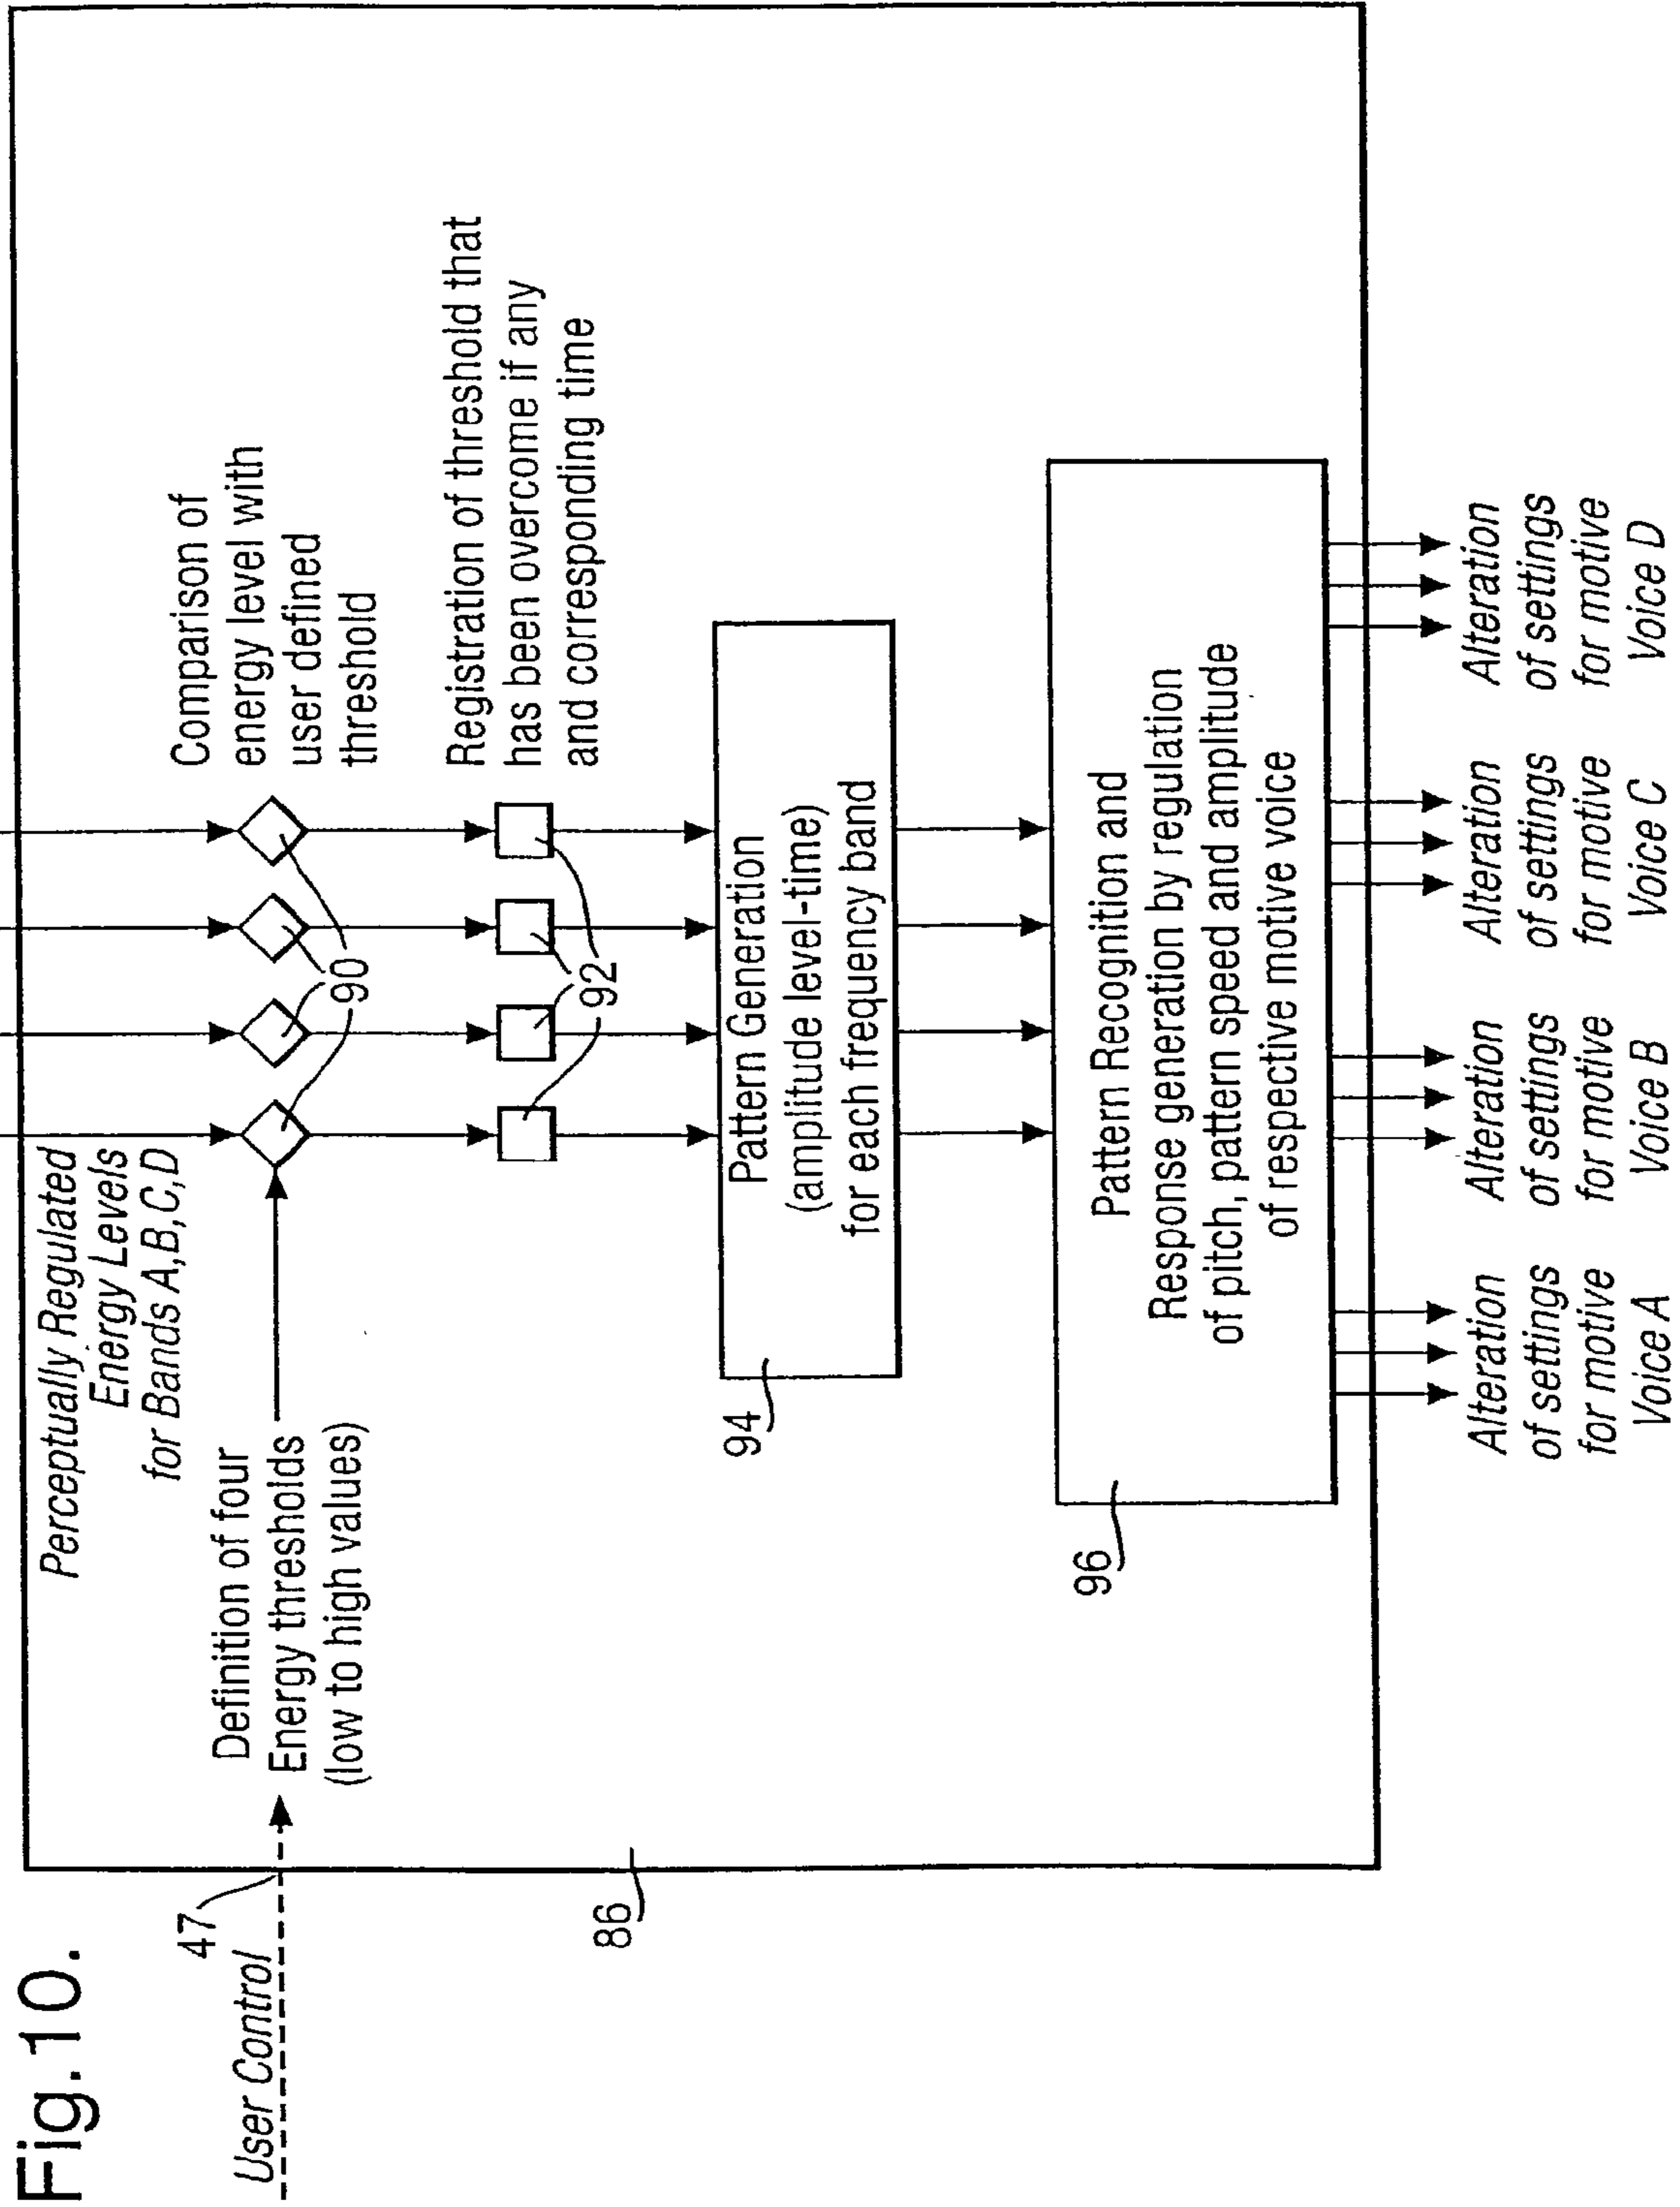 Fig.10.
Perceptually Regulated
Energy Levels
for Bands A,B,C,D
User Control
47
Definition of four
Energy thresholds
(low to high values)
90
Comparison of
energy level with
user defined
threshold
92
Registration of threshold that
has been overcome if any
and corresponding time
86
94
Pattern Generation
(amplitude level-time)
for each frequency band
96
Pattern Recognition and
Response generation by regulation
of pitch, pattern speed and amplitude
of respective motive voice
Alteration
of settings
for motive
Voice A
Alteration
of settings
for motive
Voice B
Alteration
of settings
for motive
Voice C
Alteration
of settings
for motive
Voice D